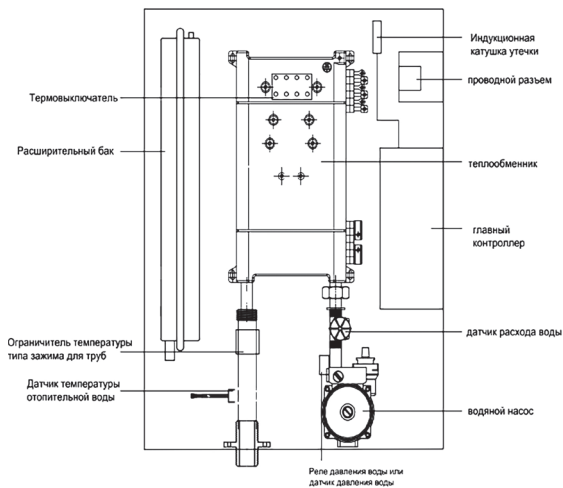 Индукционная
катушка утечки
проводной разъем
Термовыключатель
Расширительный бак
теплообменник
главный
контроллер
датчик расхода воды
Ограничитель температуры
типа зажима для труб
Датчик температуры
отопительной воды
водяной насос
Реле давления воды или
датчик давления воды